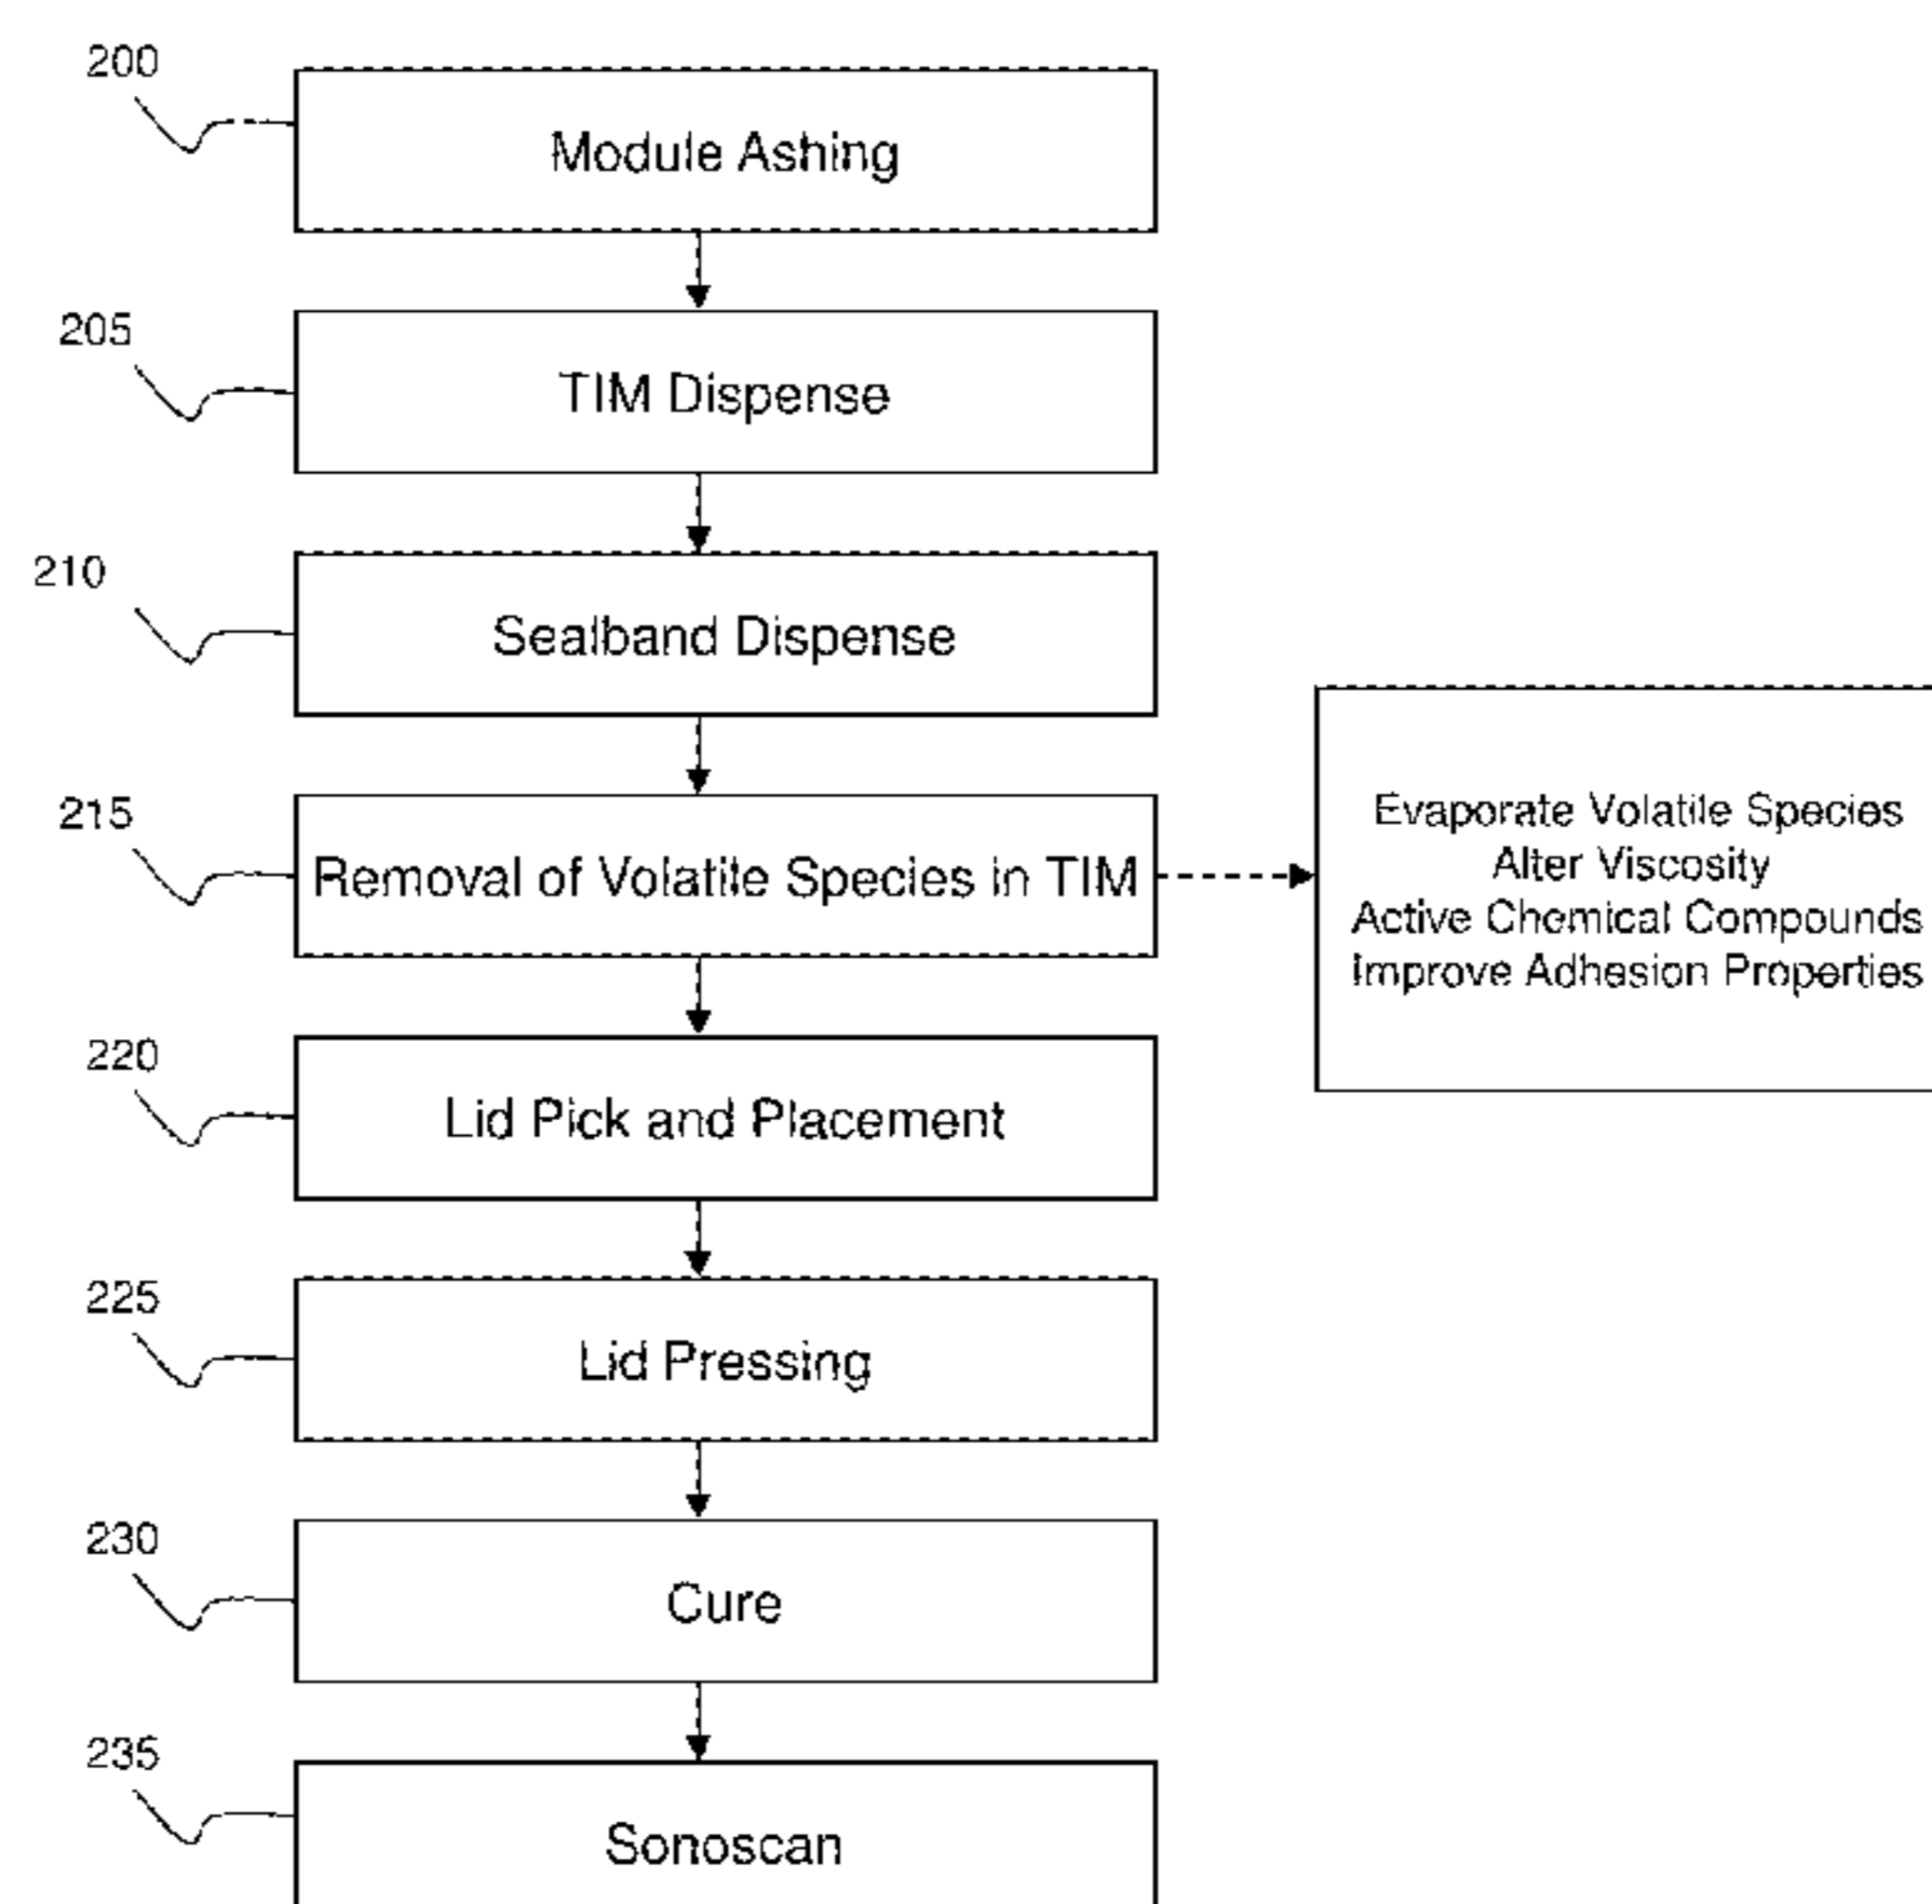 200
Module Ashing
205
TIM Dispense
210
Sealband Dispense
215
Removal of Volatile Species in TIM
Evaporate Volatile Species
Alter Viscosity
Active Chemical Compounds
Improve Adhesion Properties
220
Lid Pick and Placement
225
Lid Pressing
230
Cure
235
Sonoscan